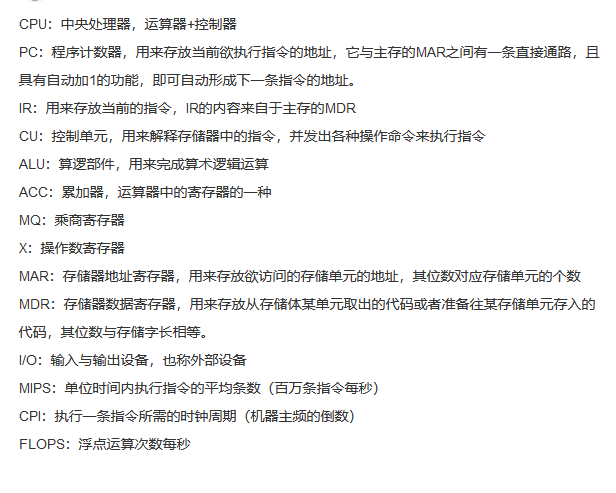 CPU：中央处理器，运算器+控制器
PC：程序计数器，用来存放当前欲执行指令的地址，它与主存的MAR之间有一条直接通路，且
具有自动加1的功能，即可自动形成下一条指令的地址。
IR：用来存放当前的指令，IR的内容来自于主存的MDR
CU：控制单元，用来解释存储器中的指令，并发出各种操作命令来执行指令
ALU：算逻部件，用来完成算术逻辑运算
ACC：累加器，运算器中的寄存器的一种
MQ：乘商寄存器
X：操作数寄存器
MAR：存储器地址寄存器，用来存放欲访问的存储单元的地址，其位数对应存储单元的个数
MDR：存储器数据寄存器，用来存放从存储体某单元取出的代码或者准备往某存储单元存入的
代码，其位数与存储字长相等。
I/O：输入与输出设备，也称外部设备
MIPS：单位时间内执行指令的平均条数（百万条指令每秒）
CPI：执行一条指令所需的时钟周期（机器主频的倒数）
FLOPS：浮点运算次数每秒